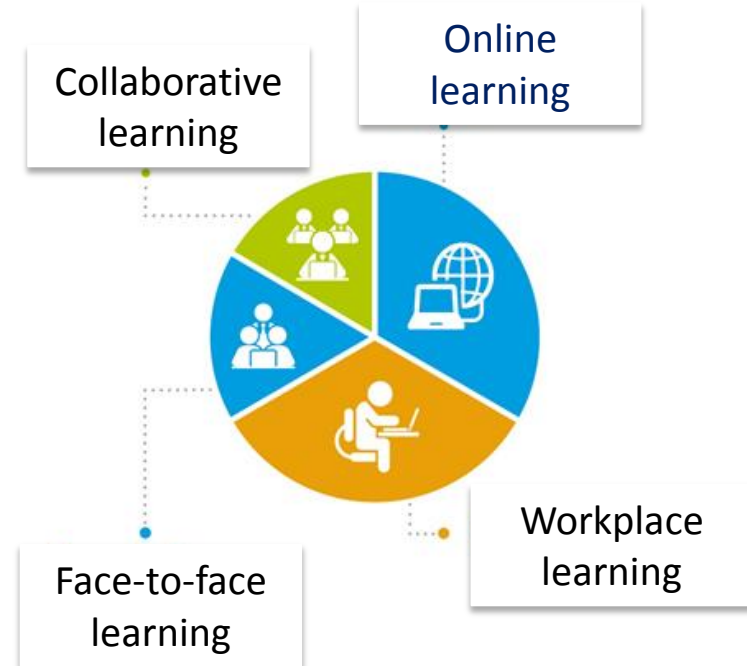 Online
learning
Collaborative
learning
Workplace
learning
Face-to-face
learning